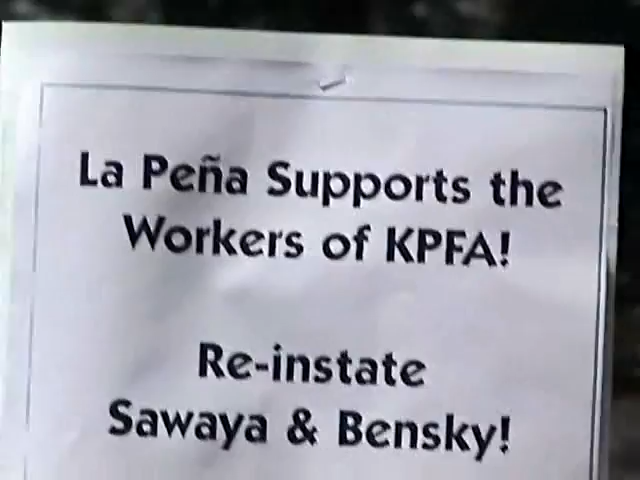 La Peña Supports the
Workers of KPFA!
Re-instate
Sawaya & Bensky!